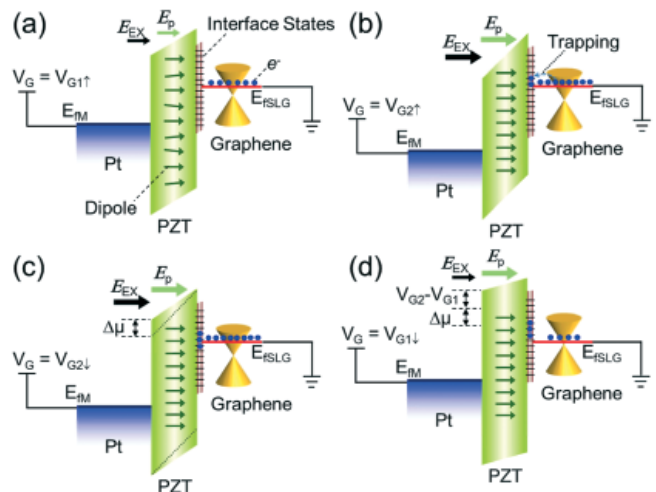 (a)
E_EX
E_p
Interface States
e-
V_G = V_G1↑
E_fM
E_fSLG
Pt
Graphene
Dipole
PZT
(b)
E_EX
E_p
Trapping
V_G = V_G2↑
E_fM
E_fSLG
Pt
Graphene
PZT
(c)
E_EX
E_p
Δμ
V_G = V_G2↓
E_fM
E_fSLG
Pt
Graphene
PZT
(d)
E_EX
E_p
V_G2-V_G1
Δμ
V_G = V_G1↓
E_fM
E_fSLG
Pt
Graphene
PZT